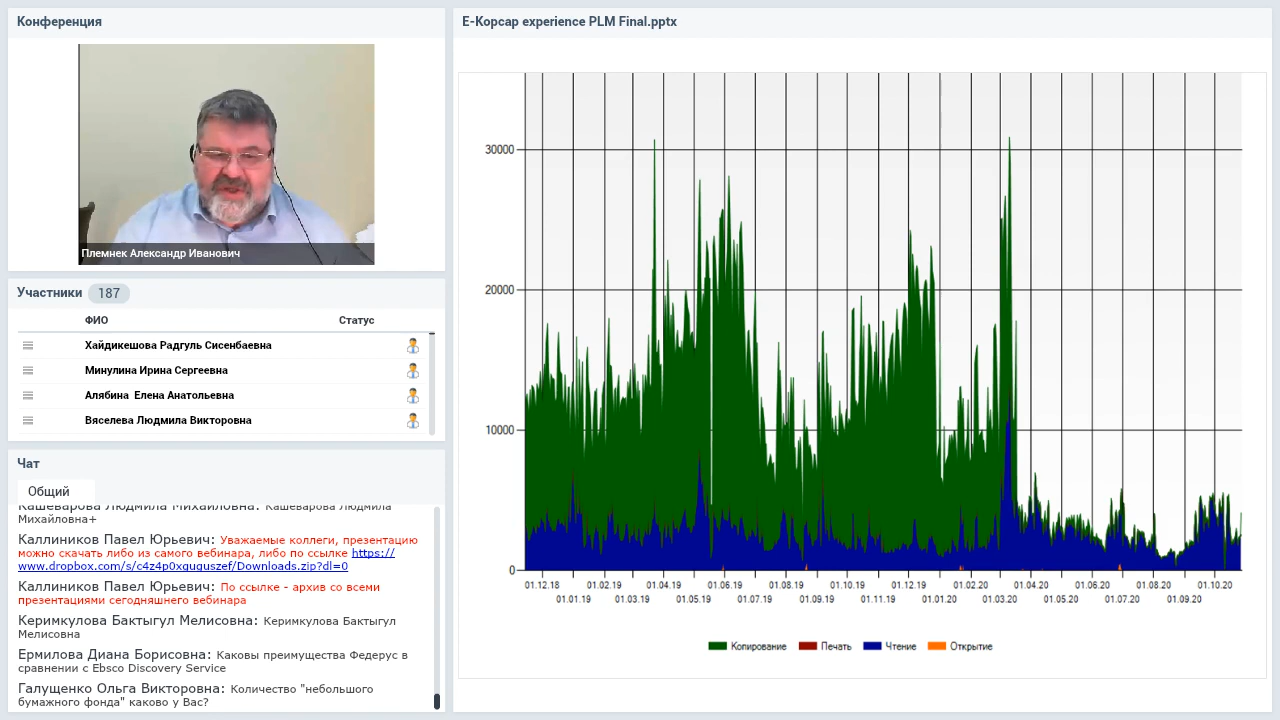 Конференция
Племнек Александр Иванович
Участники 187
ФИО Статус
Хайдикешова Радгуль Сисенбаевна
Минулина Ирина Сергеевна
Алябина Елена Анатольевна
Вяселева Людмила Викторовна
Чат
Общий
Кашеварова Людмила Михайловна: Кашеварова Людмила
Михайловна+
Каллиников Павел Юрьевич: Уважаемые коллеги, презентацию
можно скачать либо из самого вебинара, либо по ссылке https://
www.dropbox.com/s/c4z4p0xguguszef/Downloads.zip?dl=0
Каллиников Павел Юрьевич: По ссылке - архив со всеми
презентациями сегодняшнего вебинара
Керимкулова Бактыгул Мелисовна: Керимкулова Бактыгул
Мелисовна
Ермилова Диана Борисовна: Каковы преимущества Федерус в
сравнении с Ebsco Discovery Service
Галущенко Ольга Викторовна: Количество "небольшого
бумажного фонда" каково у Вас?
E-Kopcap experience PLM Final.pptx
30000
20000
10000
0
01.12.18 01.02.19 01.04.19 01.06.19 01.08.19 01.10.19 01.12.19 01.02.20 01.04.20 01.06.20 01.08.20 01.10.20
01.01.19 01.03.19 01.05.19 01.07.19 01.09.19 01.11.19 01.01.20 01.03.20 01.05.20 01.07.20 01.09.20
Копирование Печать Чтение Открытие